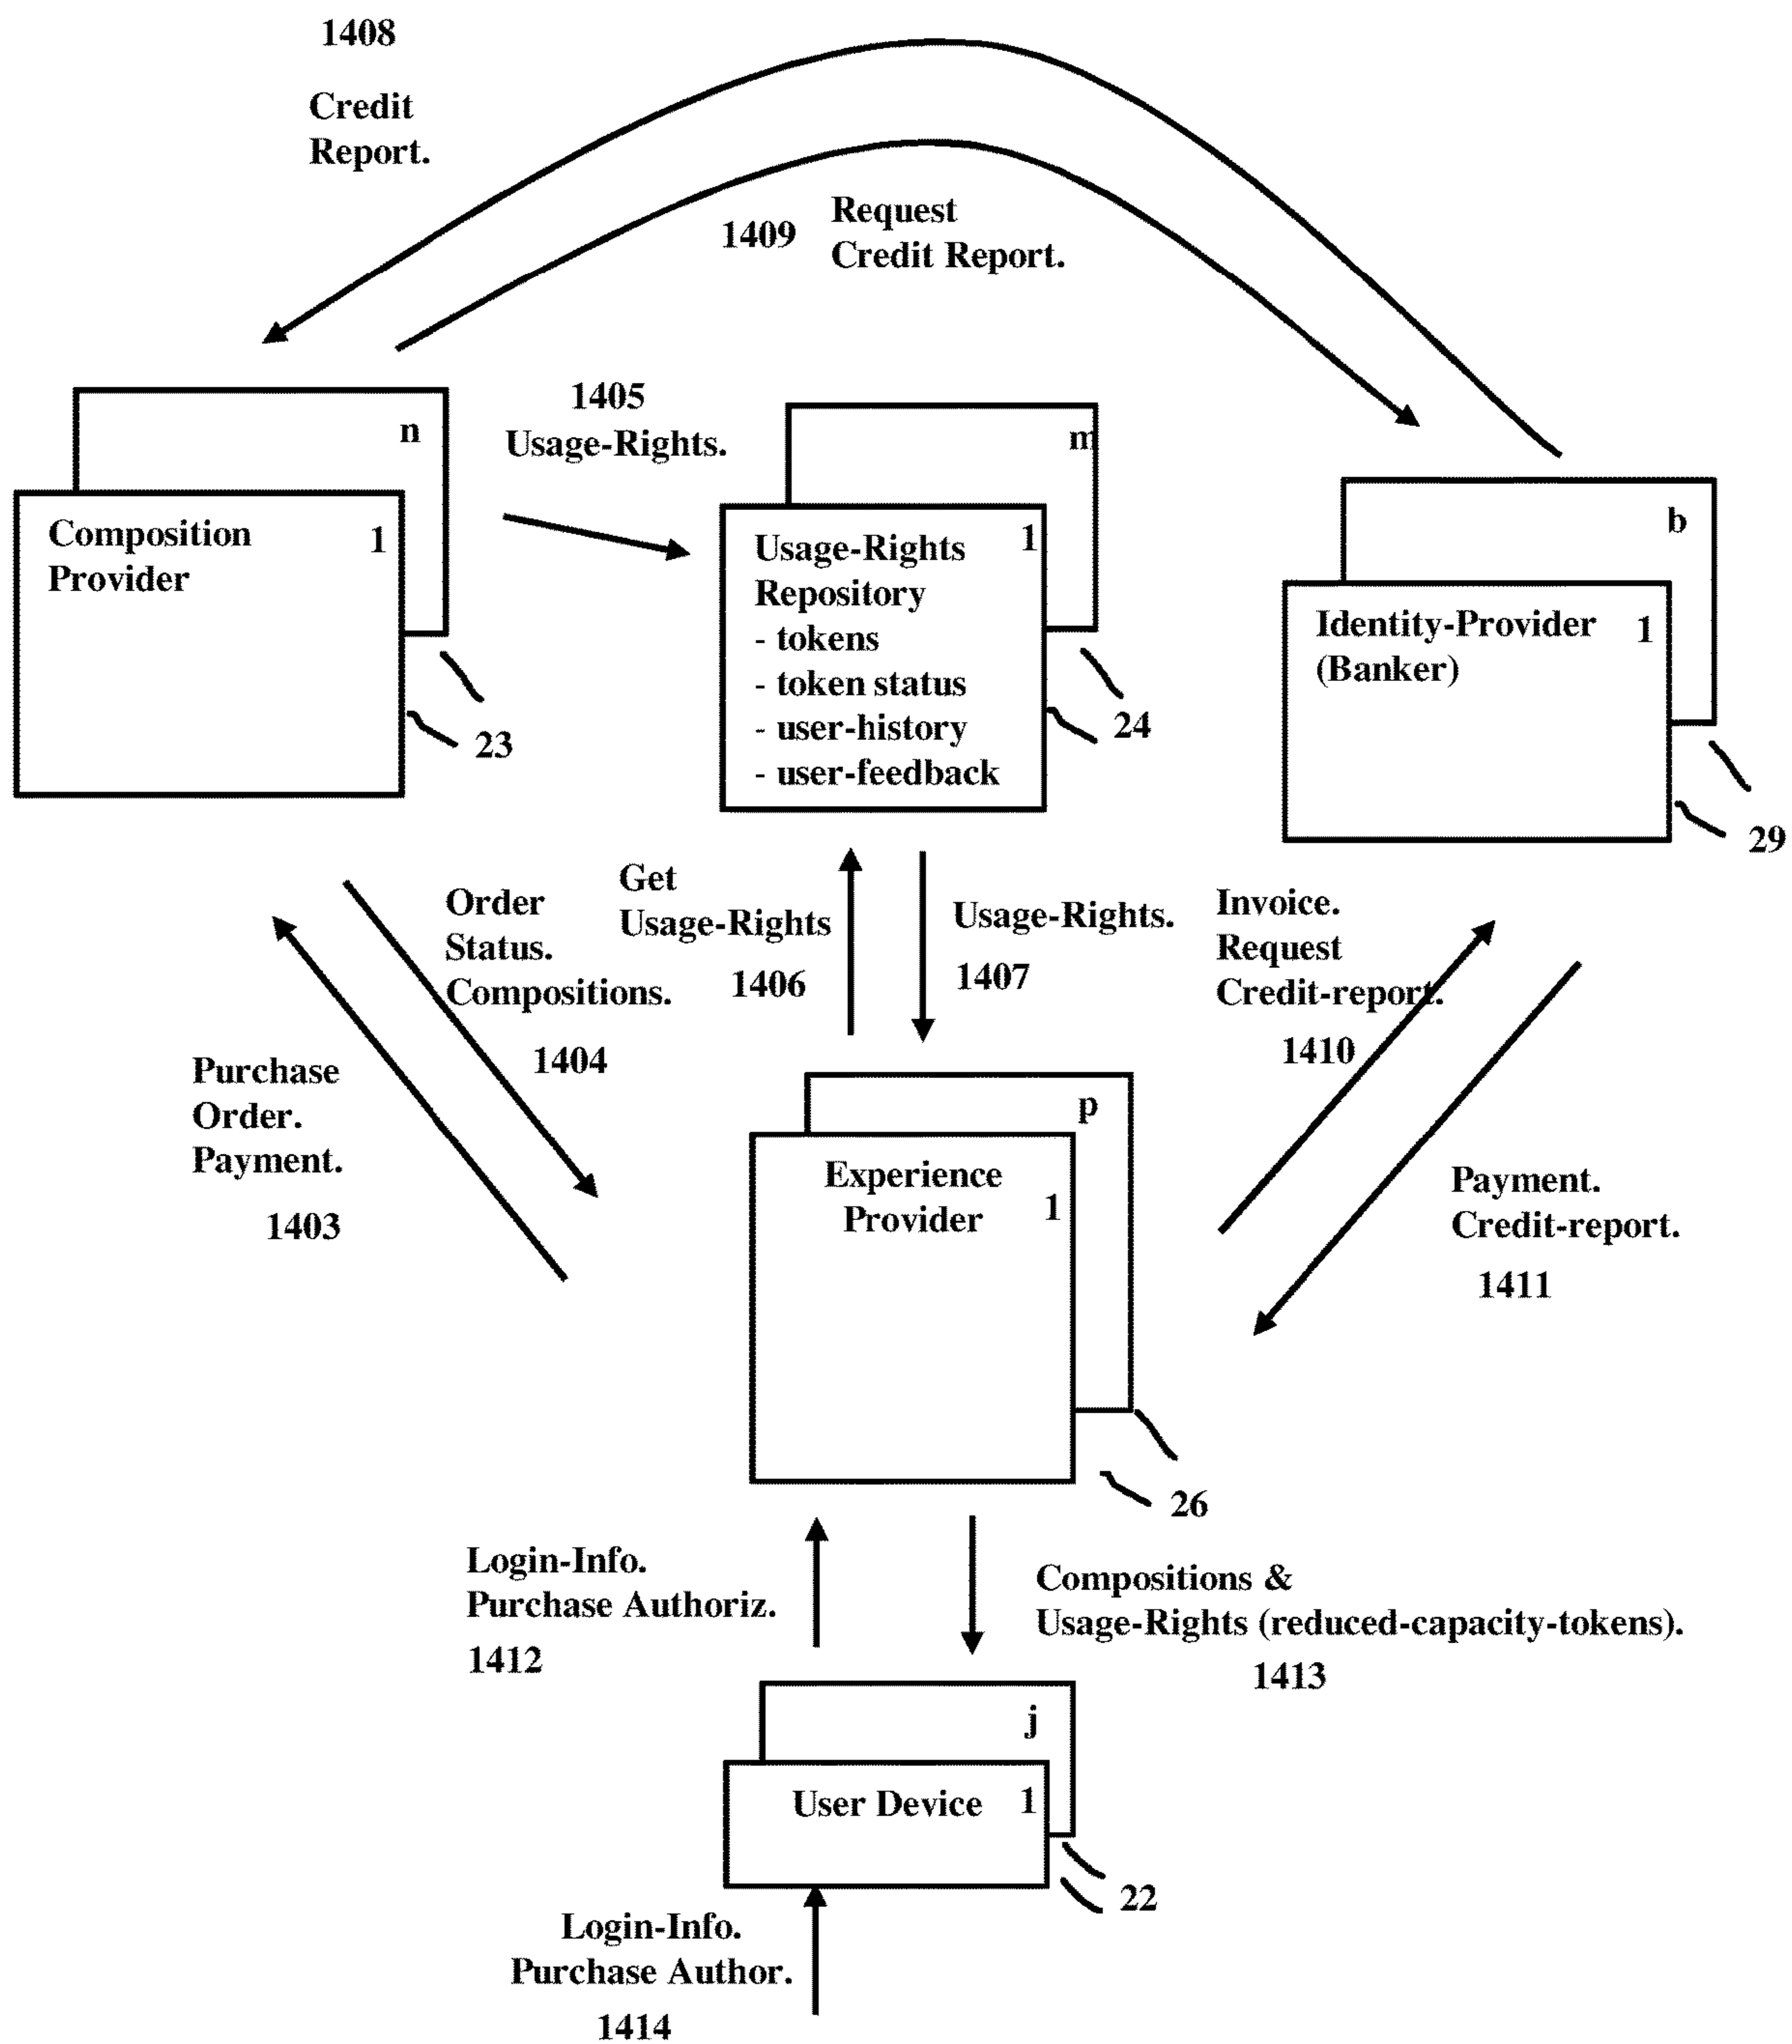 1408
Credit
Report.
1409
Request
Credit Report.
1405
Usage-Rights.
n
Composition
Provider
1
23
m
Usage-Rights
Repository
- tokens
- token status
- user-history
- user-feedback
1
24
b
Identity-Provider
(Banker)
1
29
Get
Usage-Rights
1406
Usage-Rights.
1407
Order
Status.
Compositions.
1404
Purchase
Order.
Payment.
1403
Invoice.
Request
Credit-report.
1410
Payment.
Credit-report.
1411
p
Experience
Provider
1
26
Login-Info.
Purchase Authoriz.
1412
Compositions &
Usage-Rights (reduced-capacity-tokens).
1413
j
User Device
1
22
Login-Info.
Purchase Author.
1414